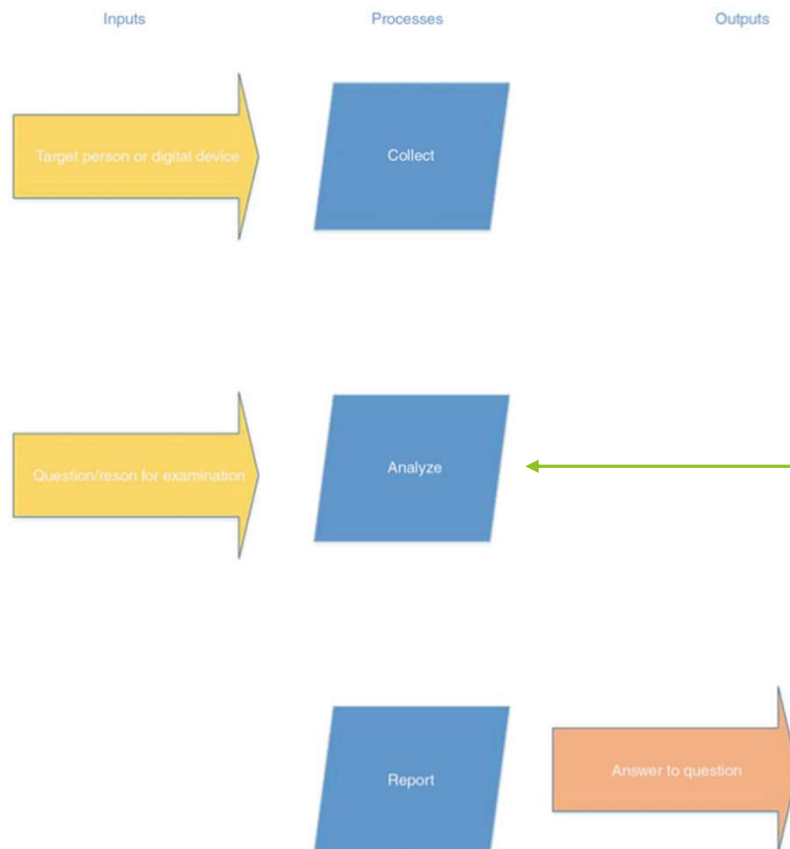 Inputs Processes Outputs
Target person or digital device
Collect
Question/reson for examination
Analyze
Report
Answer to question